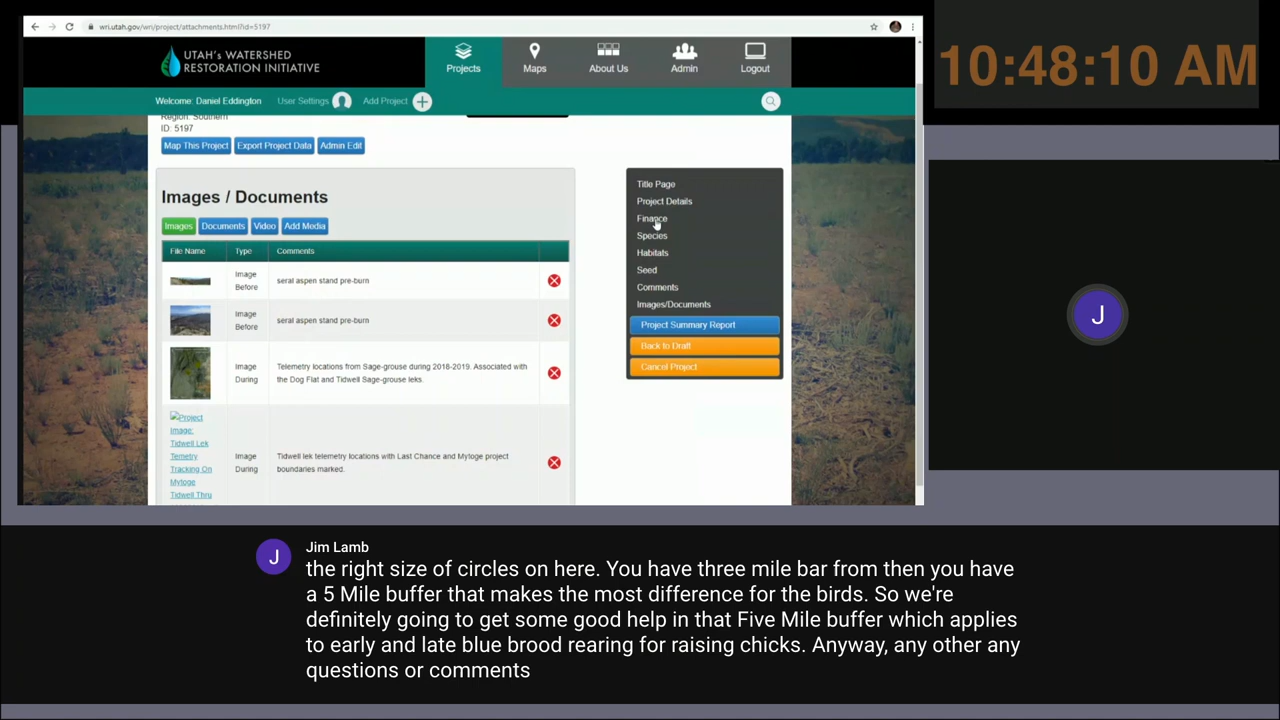 wri.utah.gov/wri/project/attachments.html?id=5197
10:48:10 AM
UTAH's WATERSHED
RESTORATION INITIATIVE
Projects
Maps
About Us
Admin
Logout
Welcome: Daniel Eddington
User Settings
Add Project
Region: Southern
ID: 5197
Map This Project
Export Project Data
Admin Edit
Images / Documents
Images
Documents
Video
Add Media
File Name
Type
Comments
Image
Before
seral aspen stand pre-burn
Image
Before
seral aspen stand pre-burn
Image
During
Telemetry locations from Sage-grouse during 2018-2019. Associated with
the Dog Flat and Tidwell Sage-grouse leks.
Project
Image:
Tidwell Lek
Temetry
Tracking On
Mytoge
Tidwell Thru
Image
During
Tidwell lek telemetry locations with Last Chance and Mytoge project
boundaries marked.
Title Page
Project Details
Finance
Species
Habitats
Seed
Comments
Images/Documents
Project Summary Report
Back to Draft
Cancel Project
J
J
Jim Lamb
the right size of circles on here. You have three mile bar from then you have
a 5 Mile buffer that makes the most difference for the birds. So we're
definitely going to get some good help in that Five Mile buffer which applies
to early and late blue brood rearing for raising chicks. Anyway, any other any
questions or comments